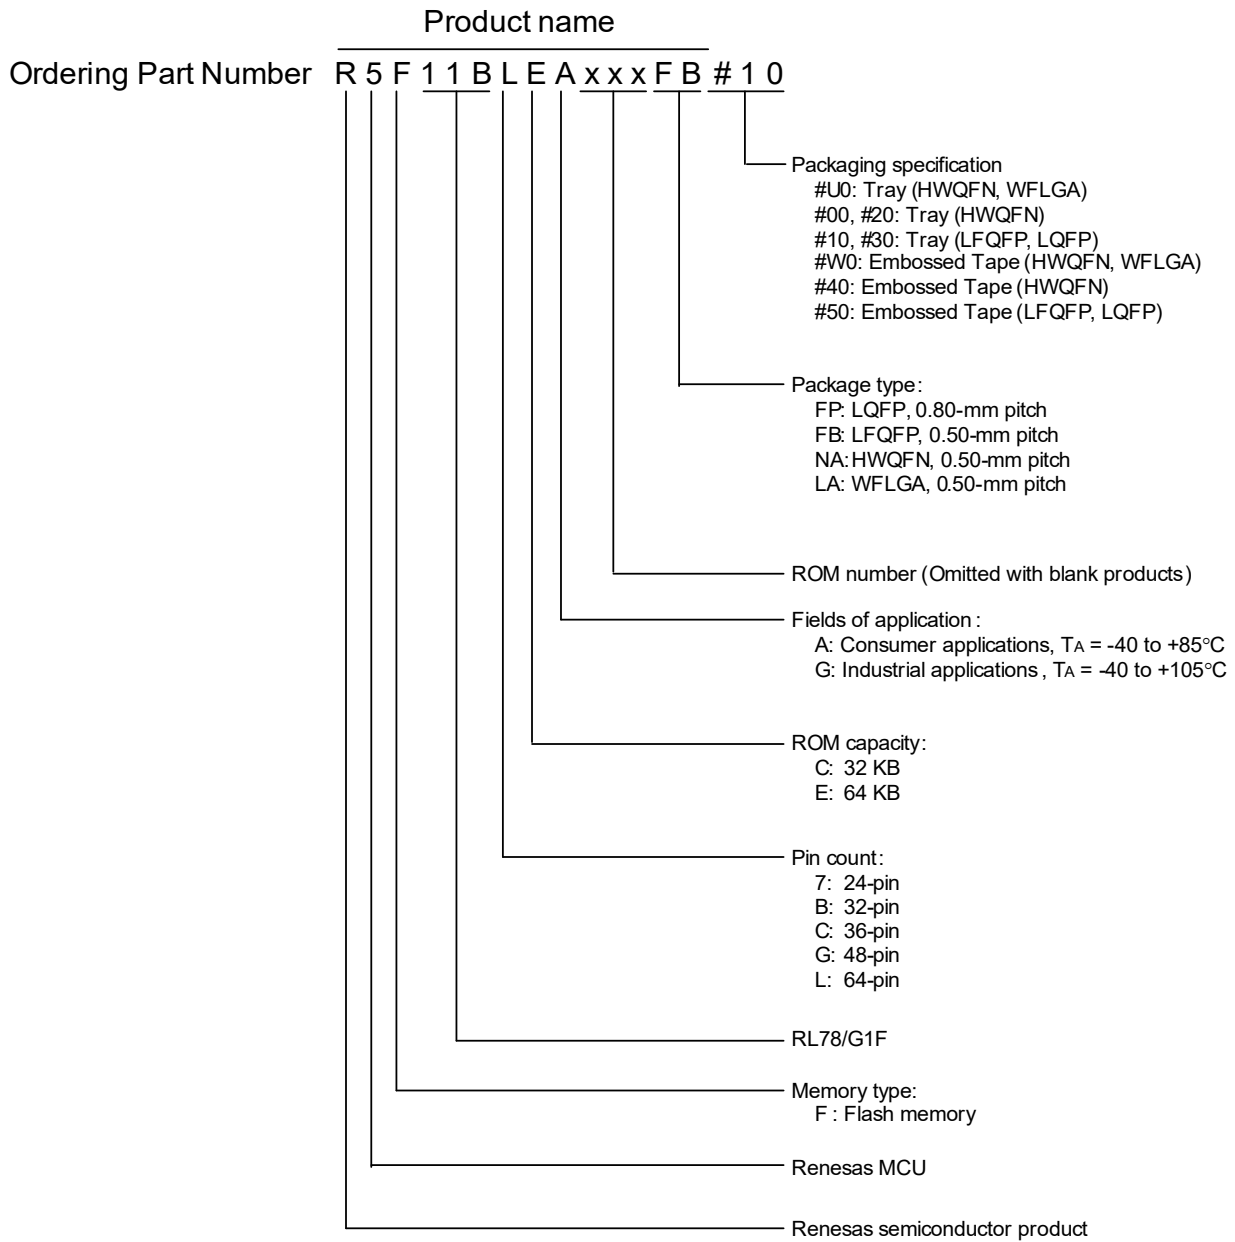 Product name
Ordering Part Number R 5 F 1 1 B L E A x x x F B # 1 0
Packaging specification
#U0: Tray (HWQFN, WFLGA)
#00, #20: Tray (HWQFN)
#10, #30: Tray (LFQFP, LQFP)
#W0: Embossed Tape (HWQFN, WFLGA)
#40: Embossed Tape (HWQFN)
#50: Embossed Tape (LFQFP, LQFP)
Package type:
FP: LQFP, 0.80-mm pitch
FB: LFQFP, 0.50-mm pitch
NA: HWQFN, 0.50-mm pitch
LA: WFLGA, 0.50-mm pitch
ROM number (Omitted with blank products)
Fields of application :
A: Consumer applications, TA = -40 to +85°C
G: Industrial applications , TA = -40 to +105°C
ROM capacity:
C: 32 KB
E: 64 KB
Pin count:
7: 24-pin
B: 32-pin
C: 36-pin
G: 48-pin
L: 64-pin
RL78/G1F
Memory type:
F : Flash memory
Renesas MCU
Renesas semiconductor product